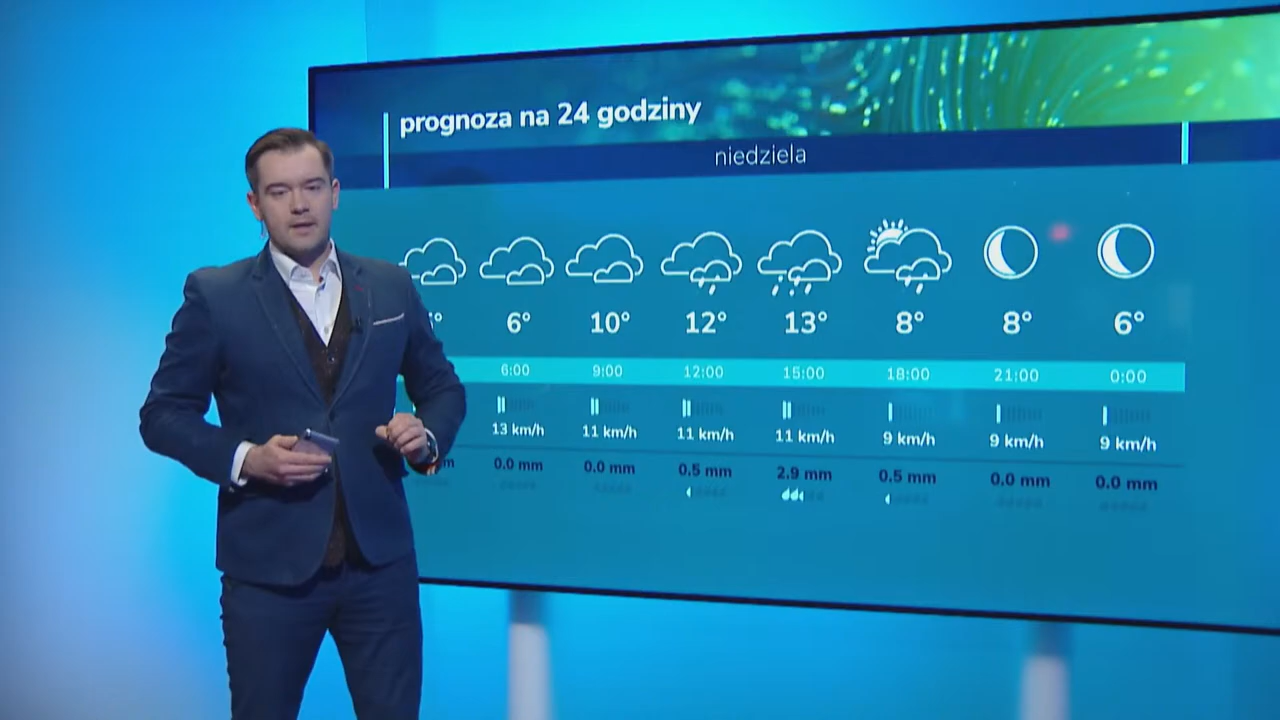 prognoza na 24 godziny
niedziela
6° 10° 12° 13° 8° 8° 6°
6:00 9:00 12:00 15:00 18:00 21:00 0:00
13 km/h 11 km/h 11 km/h 11 km/h 9 km/h 9 km/h 9 km/h
0.0 mm 0.0 mm 0.5 mm 2.9 mm 0.5 mm 0.0 mm 0.0 mm